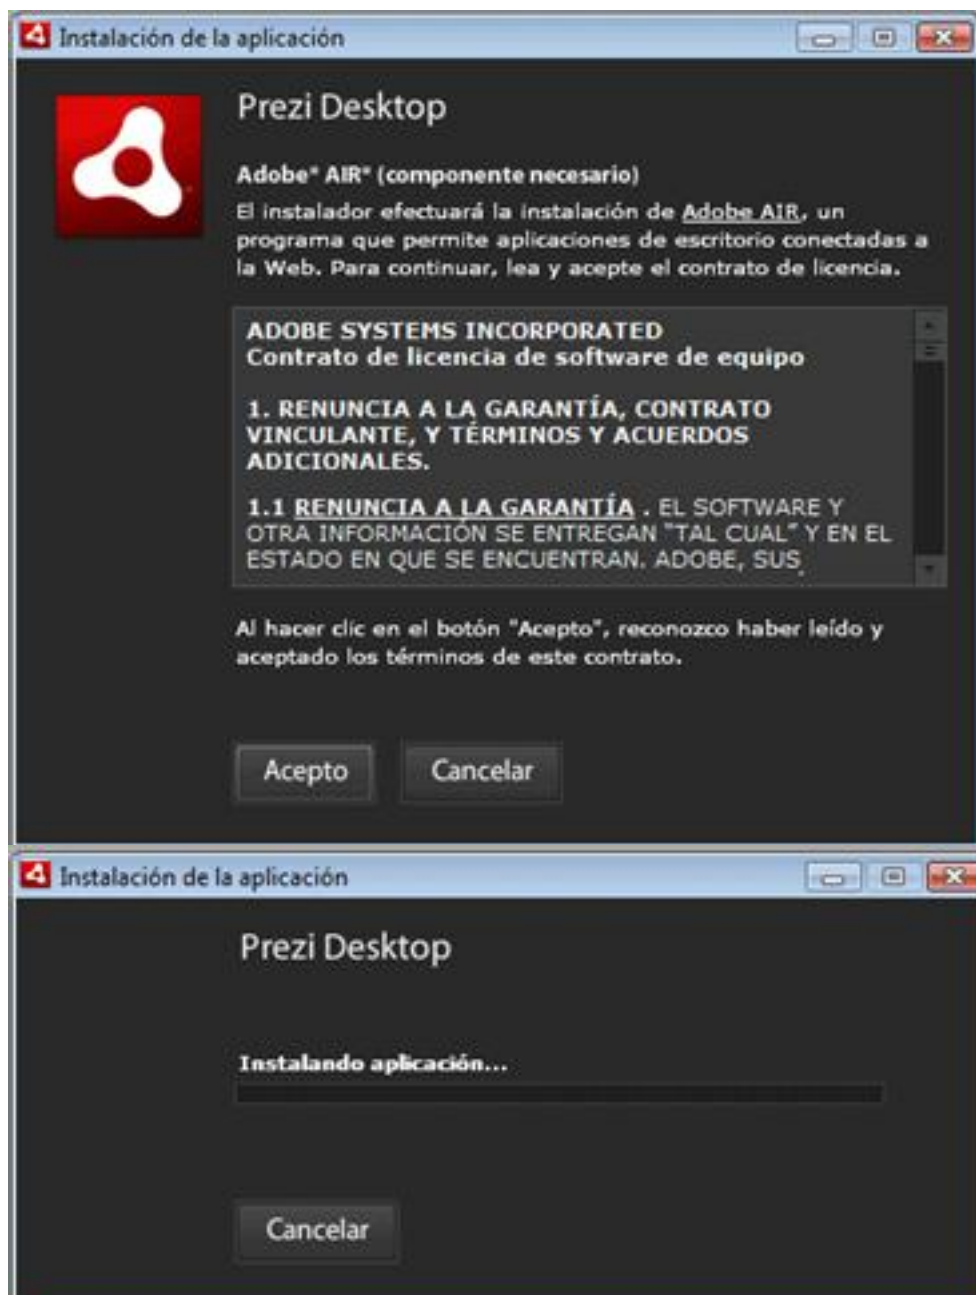 Instalación de la aplicación
Prezi Desktop
Adobe® AIR® (componente necesario)
El instalador efectuará la instalación de Adobe AIR, un
programa que permite aplicaciones de escritorio conectadas a
la Web. Para continuar, lea y acepte el contrato de licencia.
ADOBE SYSTEMS INCORPORATED
Contrato de licencia de software de equipo
1. RENUNCIA A LA GARANTÍA, CONTRATO
VINCULANTE, Y TÉRMINOS Y ACUERDOS
ADICIONALES.
1.1 RENUNCIA A LA GARANTÍA . EL SOFTWARE Y
OTRA INFORMACIÓN SE ENTREGAN “TAL CUAL” Y EN EL
ESTADO EN QUE SE ENCUENTRAN. ADOBE, SUS
Al hacer clic en el botón "Acepto", reconozco haber leído y
aceptado los términos de este contrato.
Acepto
Cancelar
Instalación de la aplicación
Prezi Desktop
Instalando aplicación...
Cancelar